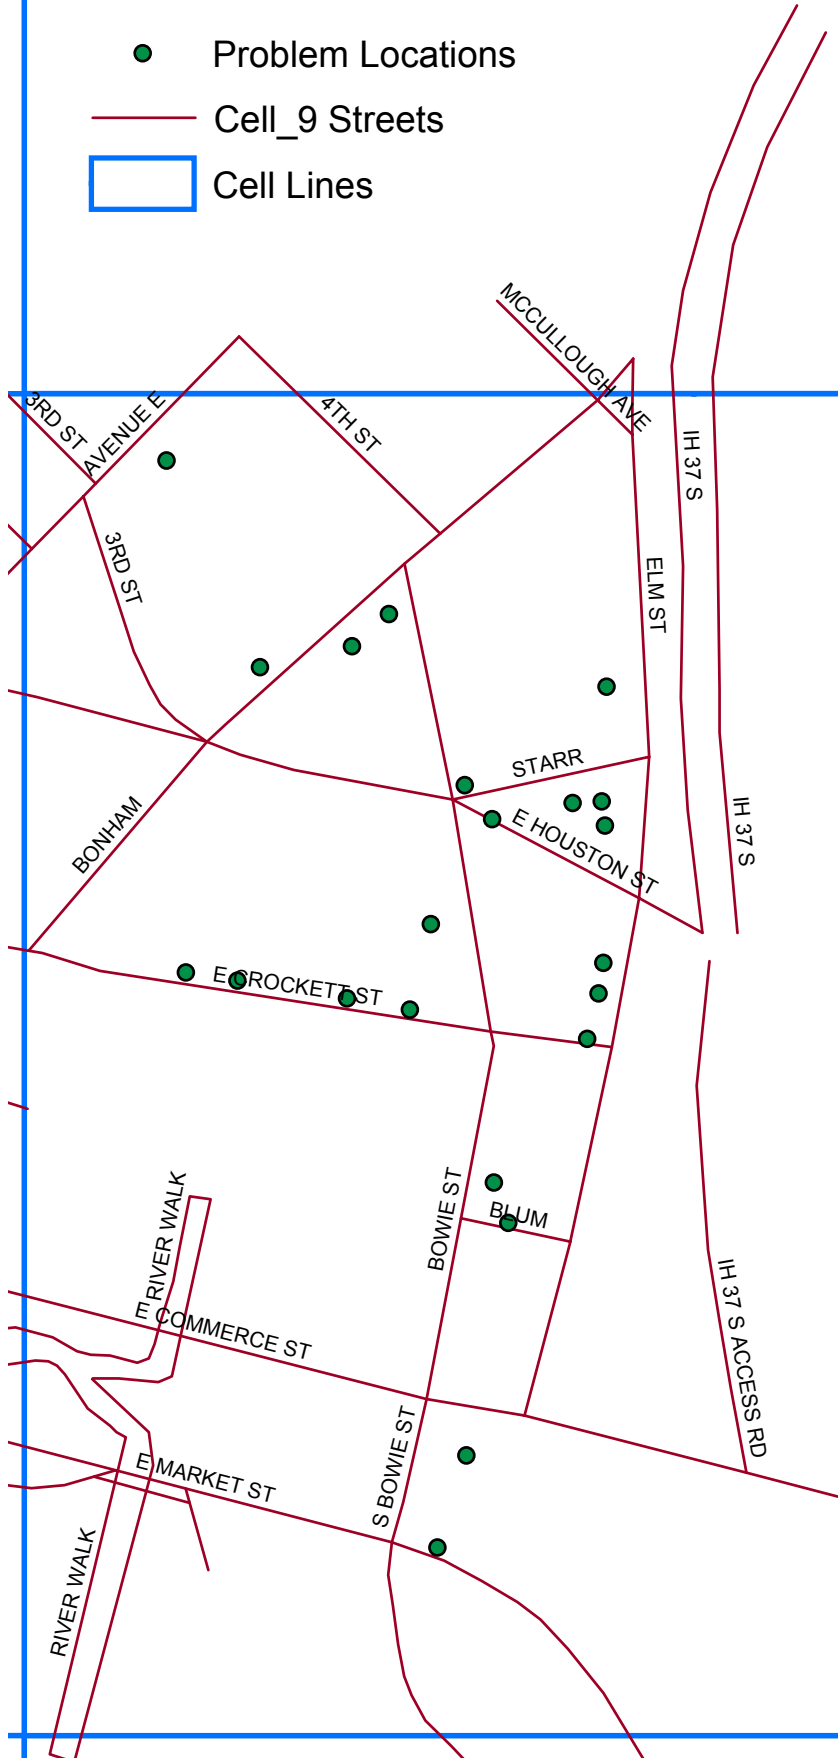 Problem Locations
Cell_9 Streets
Cell Lines
MCCULLOUGH AVE
3RD ST
AVENUE E
4TH ST
IH 37 S
3RD ST
ELM ST
STARR
BONHAM
E HOUSTON ST
IH 37 S
E CROCKETT ST
BOWIE ST
RIVER WALK
BLUM
E COMMERCE ST
IH 37 S ACCESS RD
S BOWIE ST
E MARKET ST
RIVER WALK